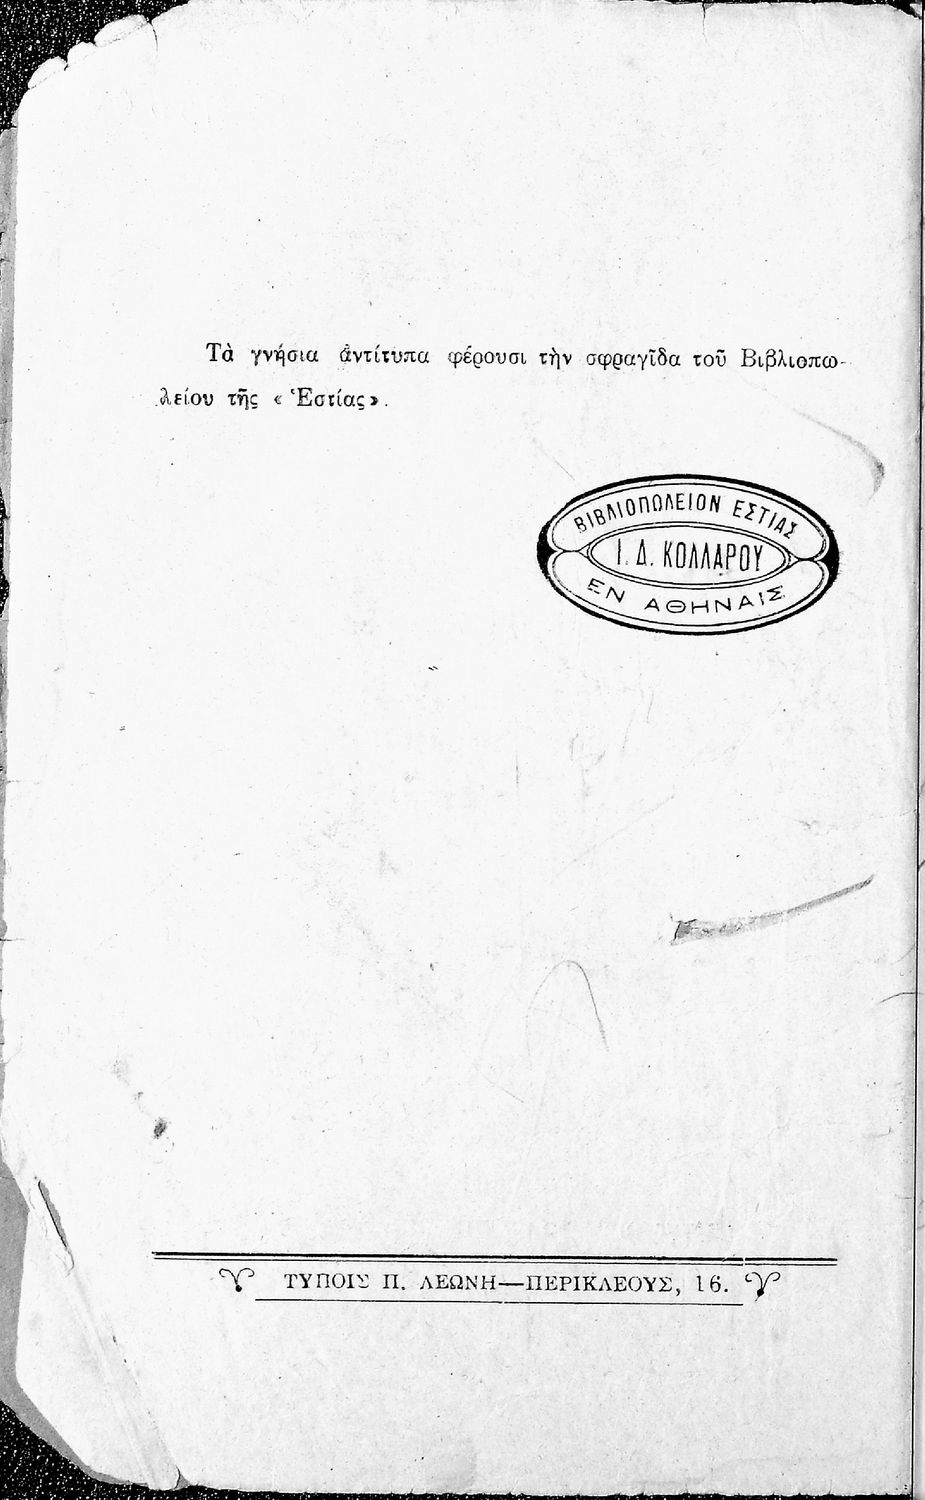 Τὰ γνήσια ἀντίτυπα φέρουσι τὴν σφραγῖδα τοῦ Βιβλιοπω-
λείου τῆς « Ἑστίας».
ΒΙΒΛΙΟΠΩΛΕΙΟΝ ΕΣΤΙΑΣ
Ι. Δ. ΚΟΛΛΑΡΟΥ
ΕΝ ΑΘΗΝΑΙΣ
ΤΥΠΟΙΣ Π. ΛΕΩΝΗ—ΠΕΡΙΚΛΕΟΥΣ, 16.